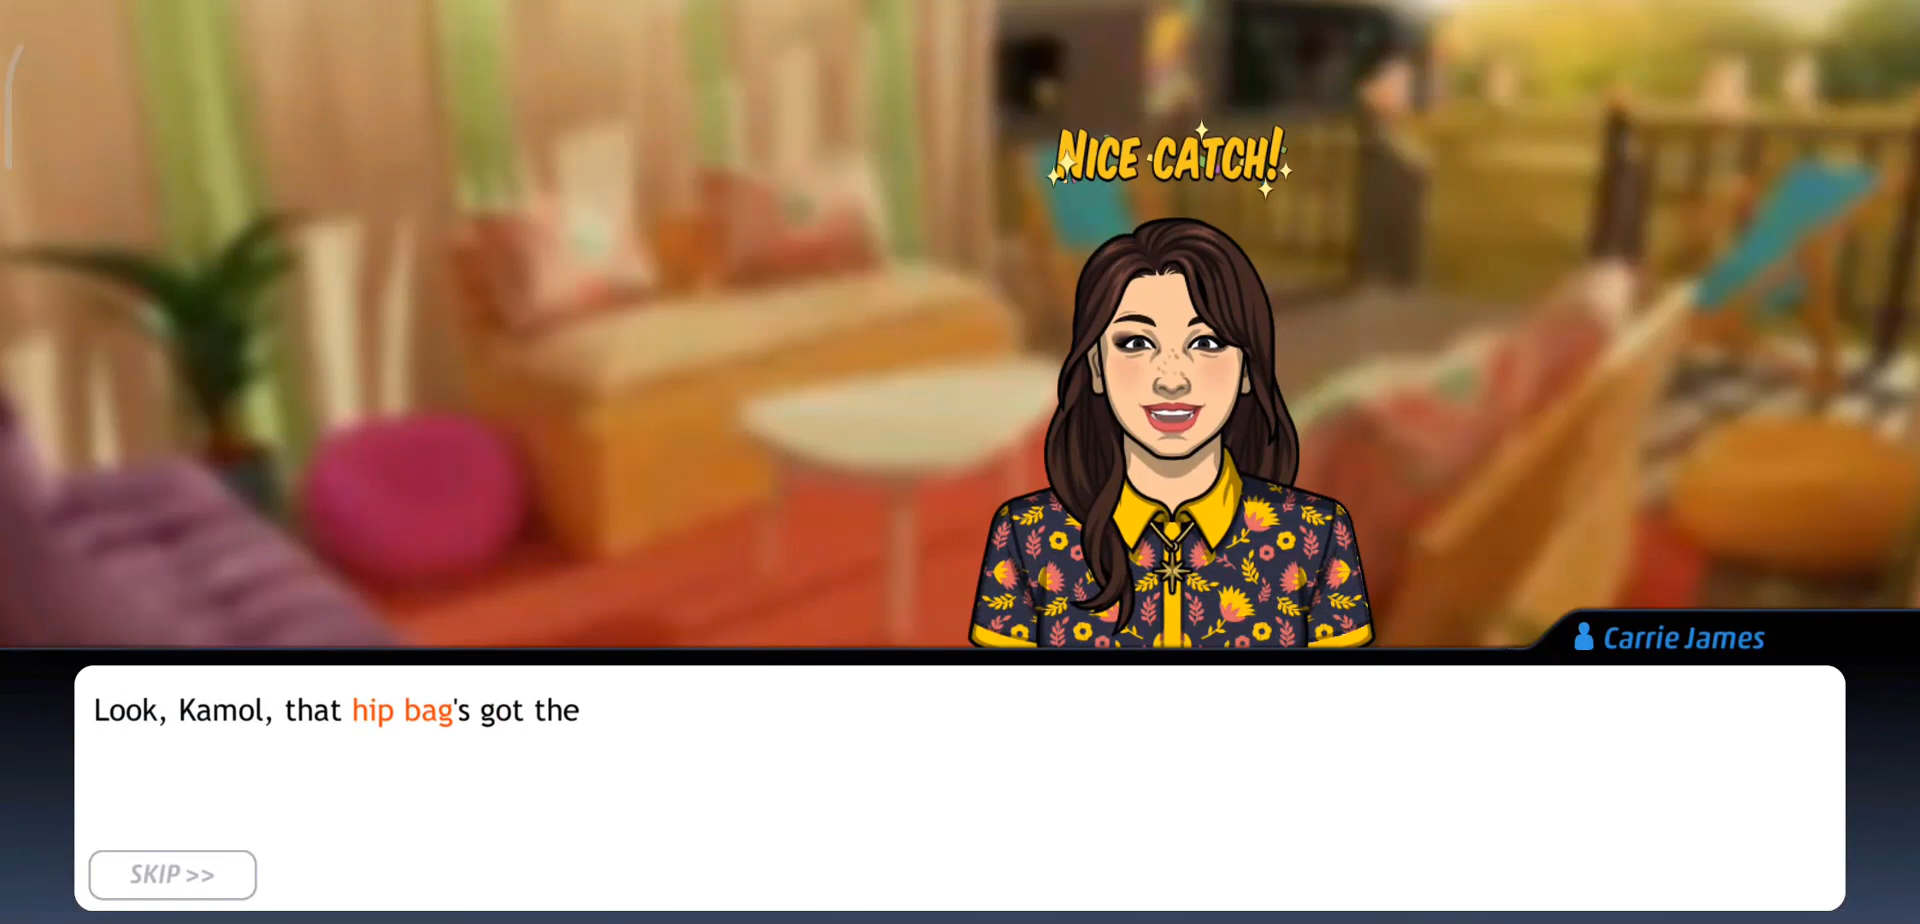 NICE CATCH!
Carrie James
Look, Kamol, that hip bag's got the
SKIP >>